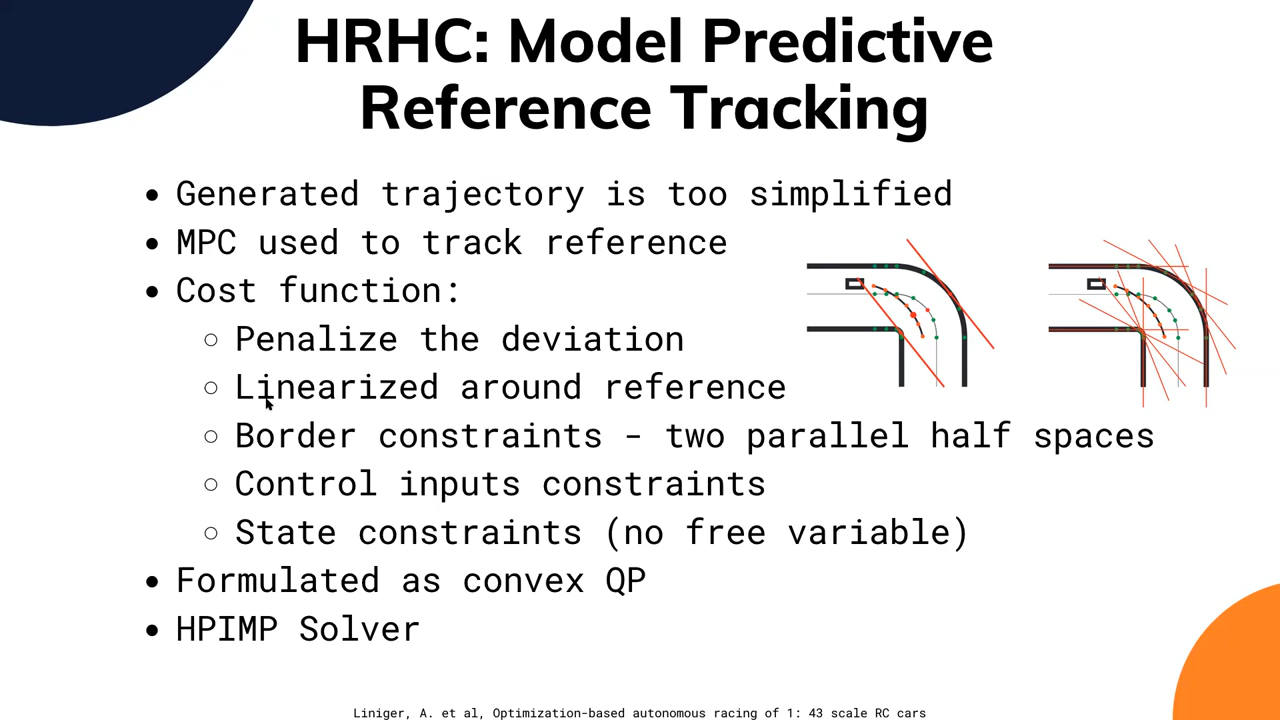 HRHC: Model Predictive
Reference Tracking
• Generated trajectory is too simplified
• MPC used to track reference
• Cost function:
○ Penalize the deviation
○ Linearized around reference
○ Border constraints - two parallel half spaces
○ Control inputs constraints
○ State constraints (no free variable)
• Formulated as convex QP
• HPIMP Solver
Liniger, A. et al, Optimization-based autonomous racing of 1: 43 scale RC cars